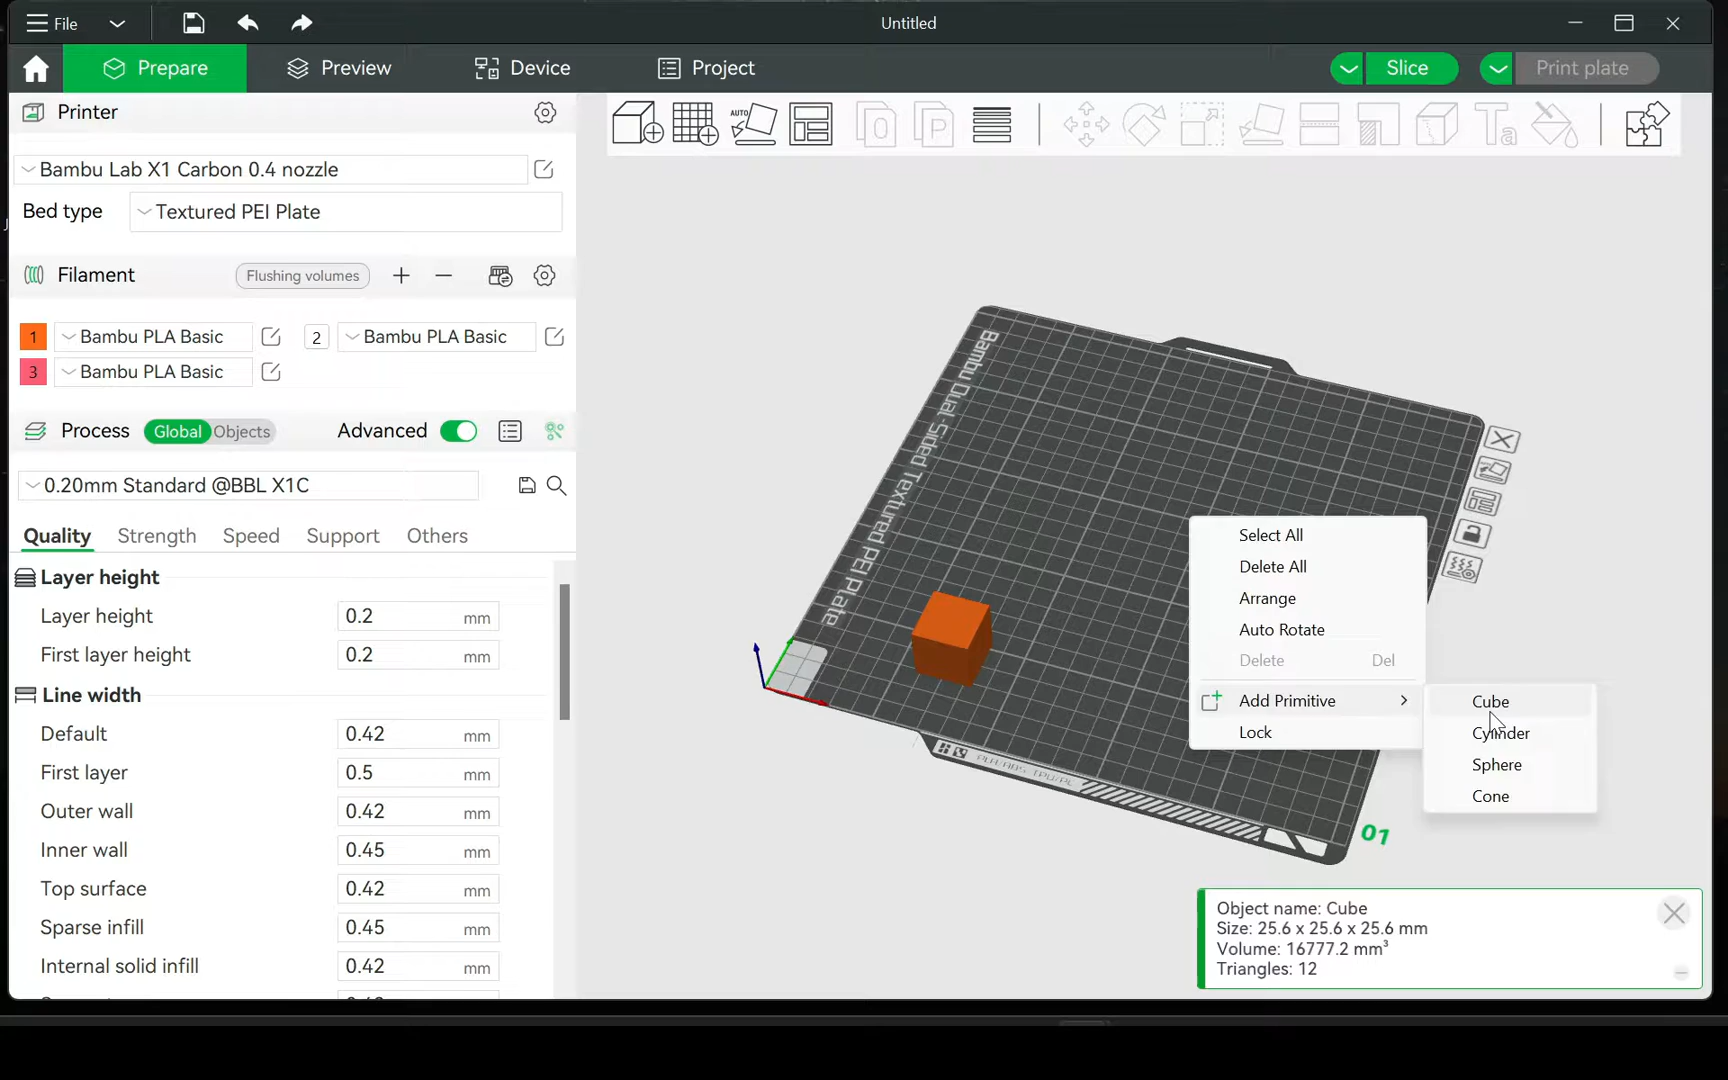 File
Untitled
Prepare
Preview
Device
Project
Slice
Print plate
Printer
AUTO
Bambu Lab X1 Carbon 0.4 nozzle
Bed type
Textured PEI Plate
Filament
Flushing volumes
1
Bambu PLA Basic
2
Bambu PLA Basic
3
Bambu PLA Basic
Process
Global
Objects
Advanced
0.20mm Standard @BBL X1C
Quality
Strength
Speed
Support
Others
Layer height
Layer height
0.2
mm
First layer height
0.2
mm
Line width
Default
0.42
mm
First layer
0.5
mm
Outer wall
0.42
mm
Inner wall
0.45
mm
Top surface
0.42
mm
Sparse infill
0.45
mm
Internal solid infill
0.42
mm
Bambu Dual-Sided Textured PEI Plate
Select All
Delete All
Arrange
Auto Rotate
Delete
Del
Add Primitive
Lock
Cube
Cylinder
Sphere
Cone
01
Object name: Cube
Size: 25.6 x 25.6 x 25.6 mm
Volume: 16777.2 mm³
Triangles: 12